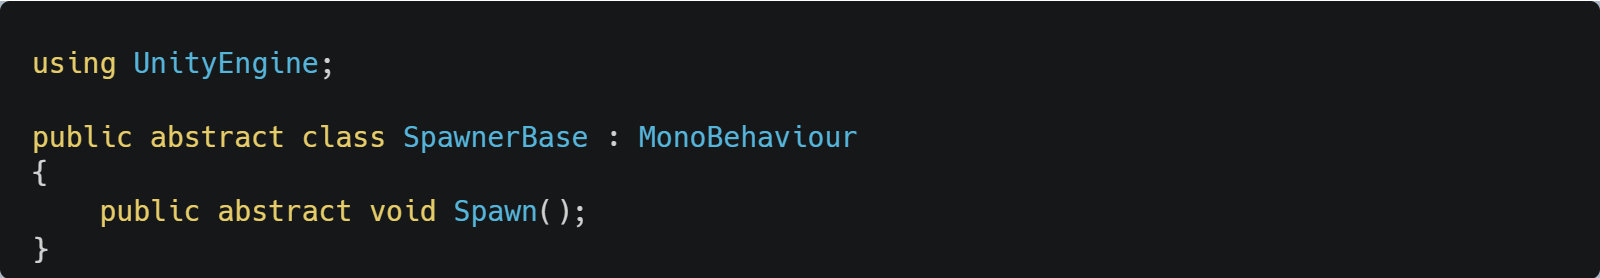 using UnityEngine;

public abstract class SpawnerBase : MonoBehaviour
{
    public abstract void Spawn();
}